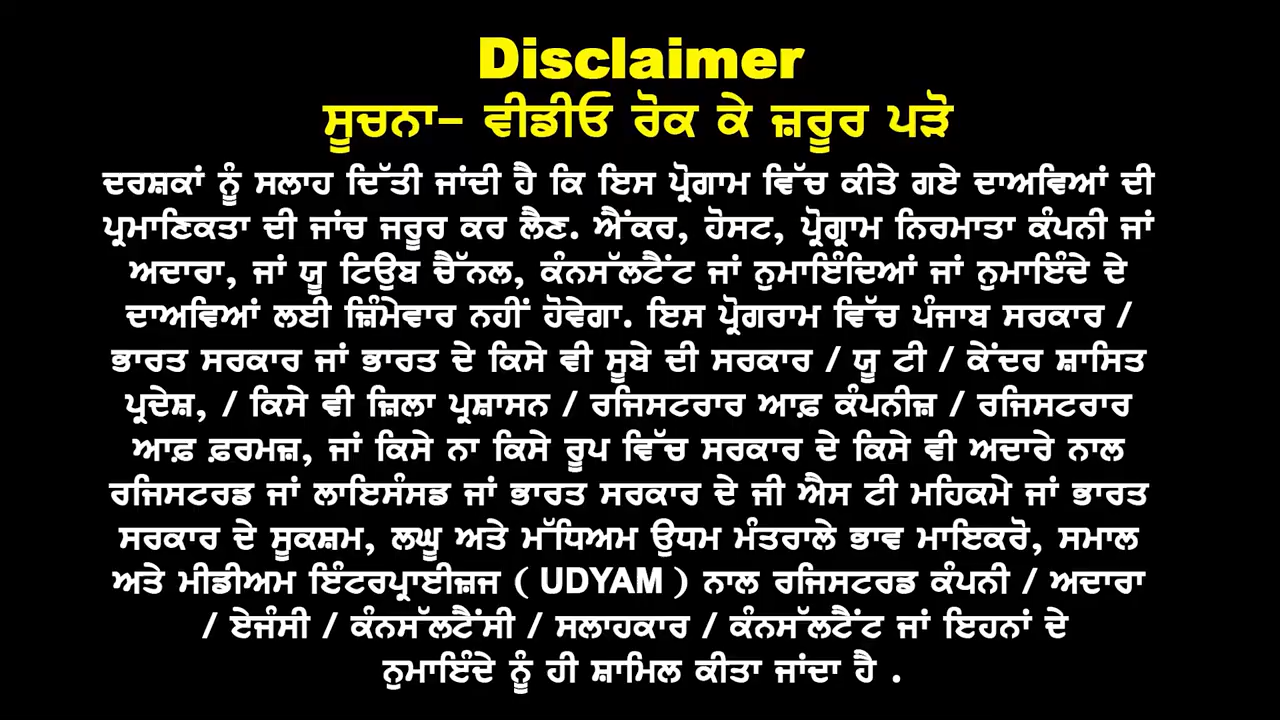 Disclaimer
ਸੂਚਨਾ- ਵੀਡੀਓ ਰੋਕ ਕੇ ਜ਼ਰੂਰ ਪੜੋ
ਦਰਸ਼ਕਾਂ ਨੂੰ ਸਲਾਹ ਦਿੱਤੀ ਜਾਂਦੀ ਹੈ ਕਿ ਇਸ ਪ੍ਰੋਗਾਮ ਵਿੱਚ ਕੀਤੇ ਗਏ ਦਾਅਵਿਆਂ ਦੀ
ਪ੍ਰਮਾਣਿਕਤਾ ਦੀ ਜਾਂਚ ਜਰੂਰ ਕਰ ਲੈਣ. ਐਂਕਰ, ਹੋਸਟ, ਪ੍ਰੋਗ੍ਰਾਮ ਨਿਰਮਾਤਾ ਕੰਪਨੀ ਜਾਂ
ਅਦਾਰਾ, ਜਾਂ ਯੂ ਟਿਊਬ ਚੈੱਨਲ, ਕੰਨਸੱਲਟੈਂਟ ਜਾਂ ਨੁਮਾਇੰਦਿਆਂ ਜਾਂ ਨੁਮਾਇੰਦੇ ਦੇ
ਦਾਅਵਿਆਂ ਲਈ ਜ਼ਿੰਮੇਵਾਰ ਨਹੀਂ ਹੋਵੇਗਾ. ਇਸ ਪ੍ਰੋਗਰਾਮ ਵਿੱਚ ਪੰਜਾਬ ਸਰਕਾਰ /
ਭਾਰਤ ਸਰਕਾਰ ਜਾਂ ਭਾਰਤ ਦੇ ਕਿਸੇ ਵੀ ਸੂਬੇ ਦੀ ਸਰਕਾਰ / ਯੂ ਟੀ / ਕੇਂਦਰ ਸ਼ਾਸਿਤ
ਪ੍ਰਦੇਸ਼, / ਕਿਸੇ ਵੀ ਜ਼ਿਲਾ ਪ੍ਰਸ਼ਾਸਨ / ਰਜਿਸਟਰਾਰ ਆਫ਼ ਕੰਪਨੀਜ਼ / ਰਜਿਸਟਰਾਰ
ਆਫ਼ ਫ਼ਰਮਜ਼, ਜਾਂ ਕਿਸੇ ਨਾ ਕਿਸੇ ਰੂਪ ਵਿੱਚ ਸਰਕਾਰ ਦੇ ਕਿਸੇ ਵੀ ਅਦਾਰੇ ਨਾਲ
ਰਜਿਸਟਰਡ ਜਾਂ ਲਾਇਸੰਸਡ ਜਾਂ ਭਾਰਤ ਸਰਕਾਰ ਦੇ ਜੀ ਐਸ ਟੀ ਮਹਿਕਮੇ ਜਾਂ ਭਾਰਤ
ਸਰਕਾਰ ਦੇ ਸੂਕਸ਼ਮ, ਲਘੂ ਅਤੇ ਮੱਧਿਅਮ ਉਧਮ ਮੰਤਰਾਲੇ ਭਾਵ ਮਾਇਕਰੋ, ਸਮਾਲ
ਅਤੇ ਮੀਡੀਅਮ ਇੰਟਰਪ੍ਰਾਈਜ਼ਜ ( UDYAM ) ਨਾਲ ਰਜਿਸਟਰਡ ਕੰਪਨੀ / ਅਦਾਰਾ
/ ਏਜੰਸੀ / ਕੰਨਸੱਲਟੈਂਸੀ / ਸਲਾਹਕਾਰ / ਕੰਨਸੱਲਟੈਂਟ ਜਾਂ ਇਹਨਾਂ ਦੇ
ਨੁਮਾਇੰਦੇ ਨੂੰ ਹੀ ਸ਼ਾਮਿਲ ਕੀਤਾ ਜਾਂਦਾ ਹੈ .